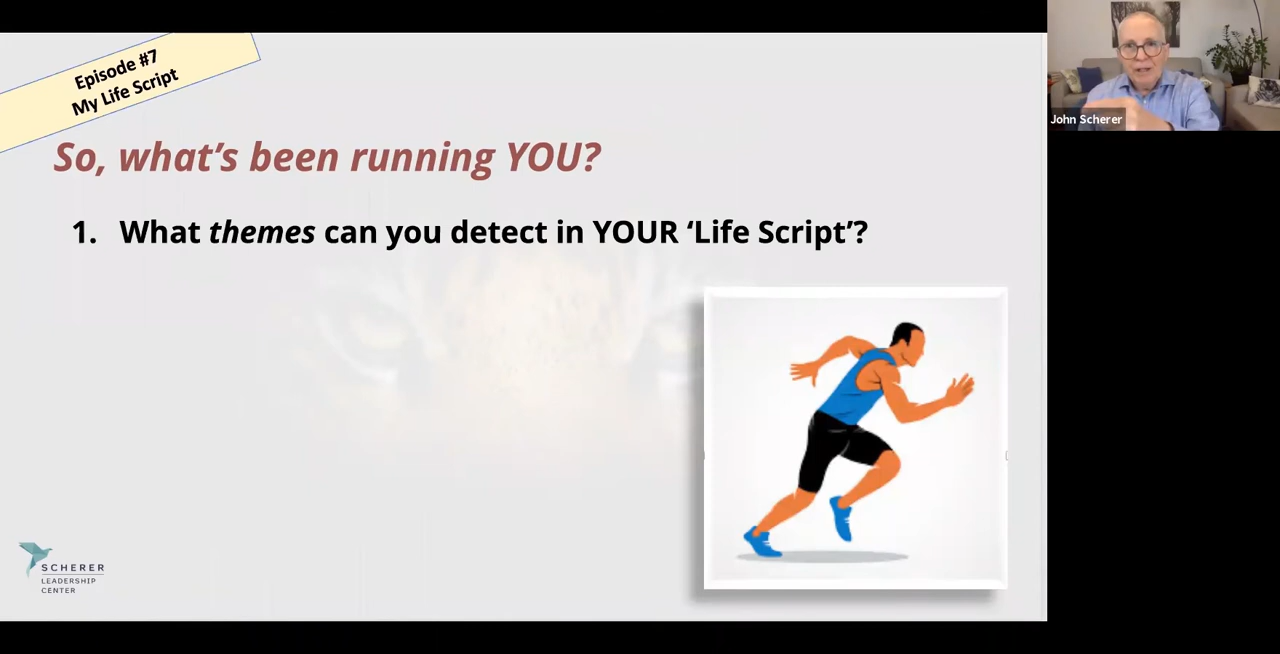 Episode #7
My Life Script
So, what’s been running YOU?
1. What themes can you detect in YOUR ‘Life Script’?
SCHERER
LEADERSHIP
CENTER
John Scherer